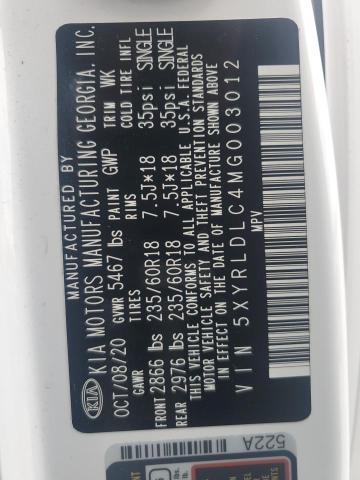 MANUFACTURED BY
KIA KIA MOTORS MANUFACTURING GEORGIA, INC.
OCT/08/20 GVWR 5467 lbs PAINT GWP TRIM WK
GAWR TIRES RIMS COLD TIRE INFL
FRONT 2866 lbs 235/60R18 7.5J*18 35psi SINGLE
REAR 2976 lbs 235/60R18 7.5J*18 35psi SINGLE
THIS VEHICLE CONFORMS TO ALL APPLICABLE U.S.A. FEDERAL
MOTOR VEHICLE SAFETY AND THEFT PREVENTION STANDARDS
IN EFFECT ON THE DATE OF MANUFACTURE SHOWN ABOVE
VIN 5XYRLDLC4MG003012
MPV
522A